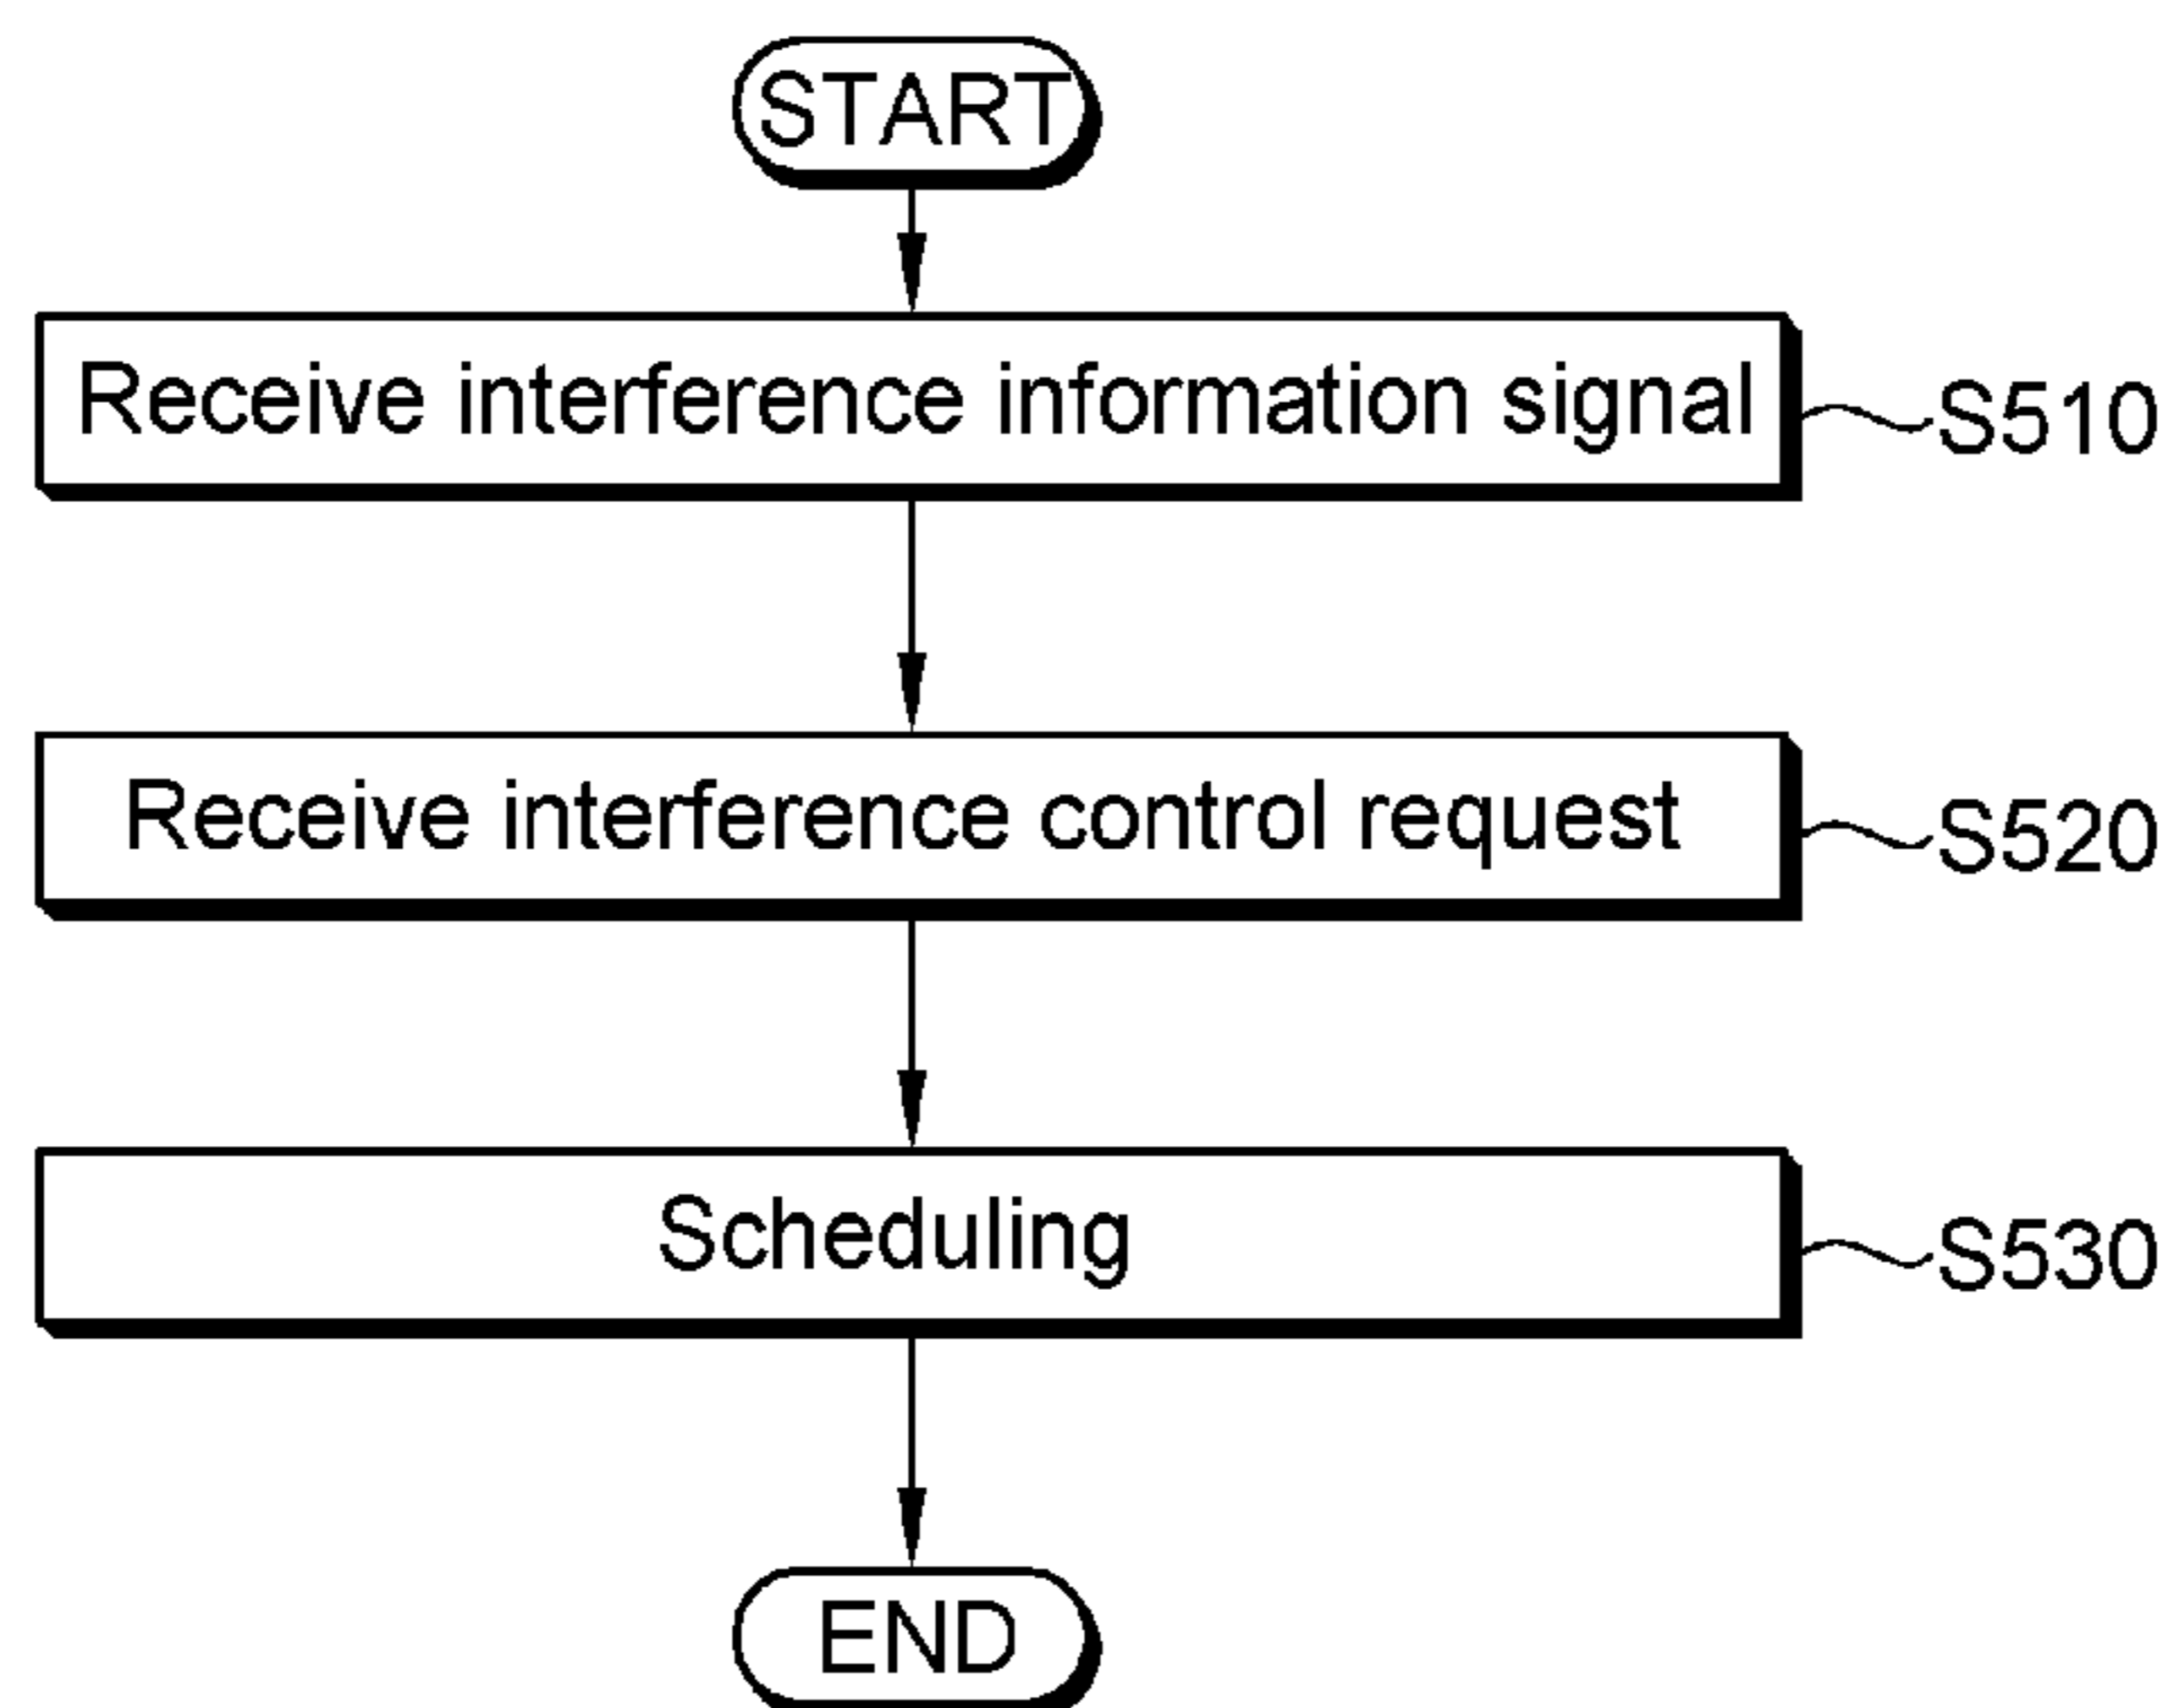 START
Receive interference information signal
S510
Receive interference control request
S520
Scheduling
S530
END